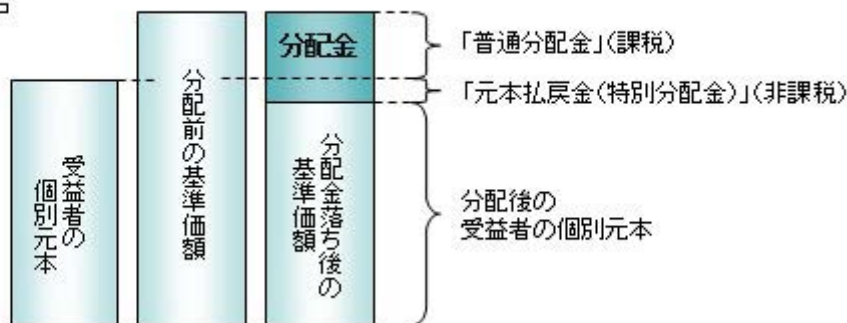 受益者の
個別元本
分配前の基準価額
分配金
分配金落ち後の
基準価額
「普通分配金」(課税)
「元本払戻金(特別分配金)」(非課税)
分配後の
受益者の個別元本